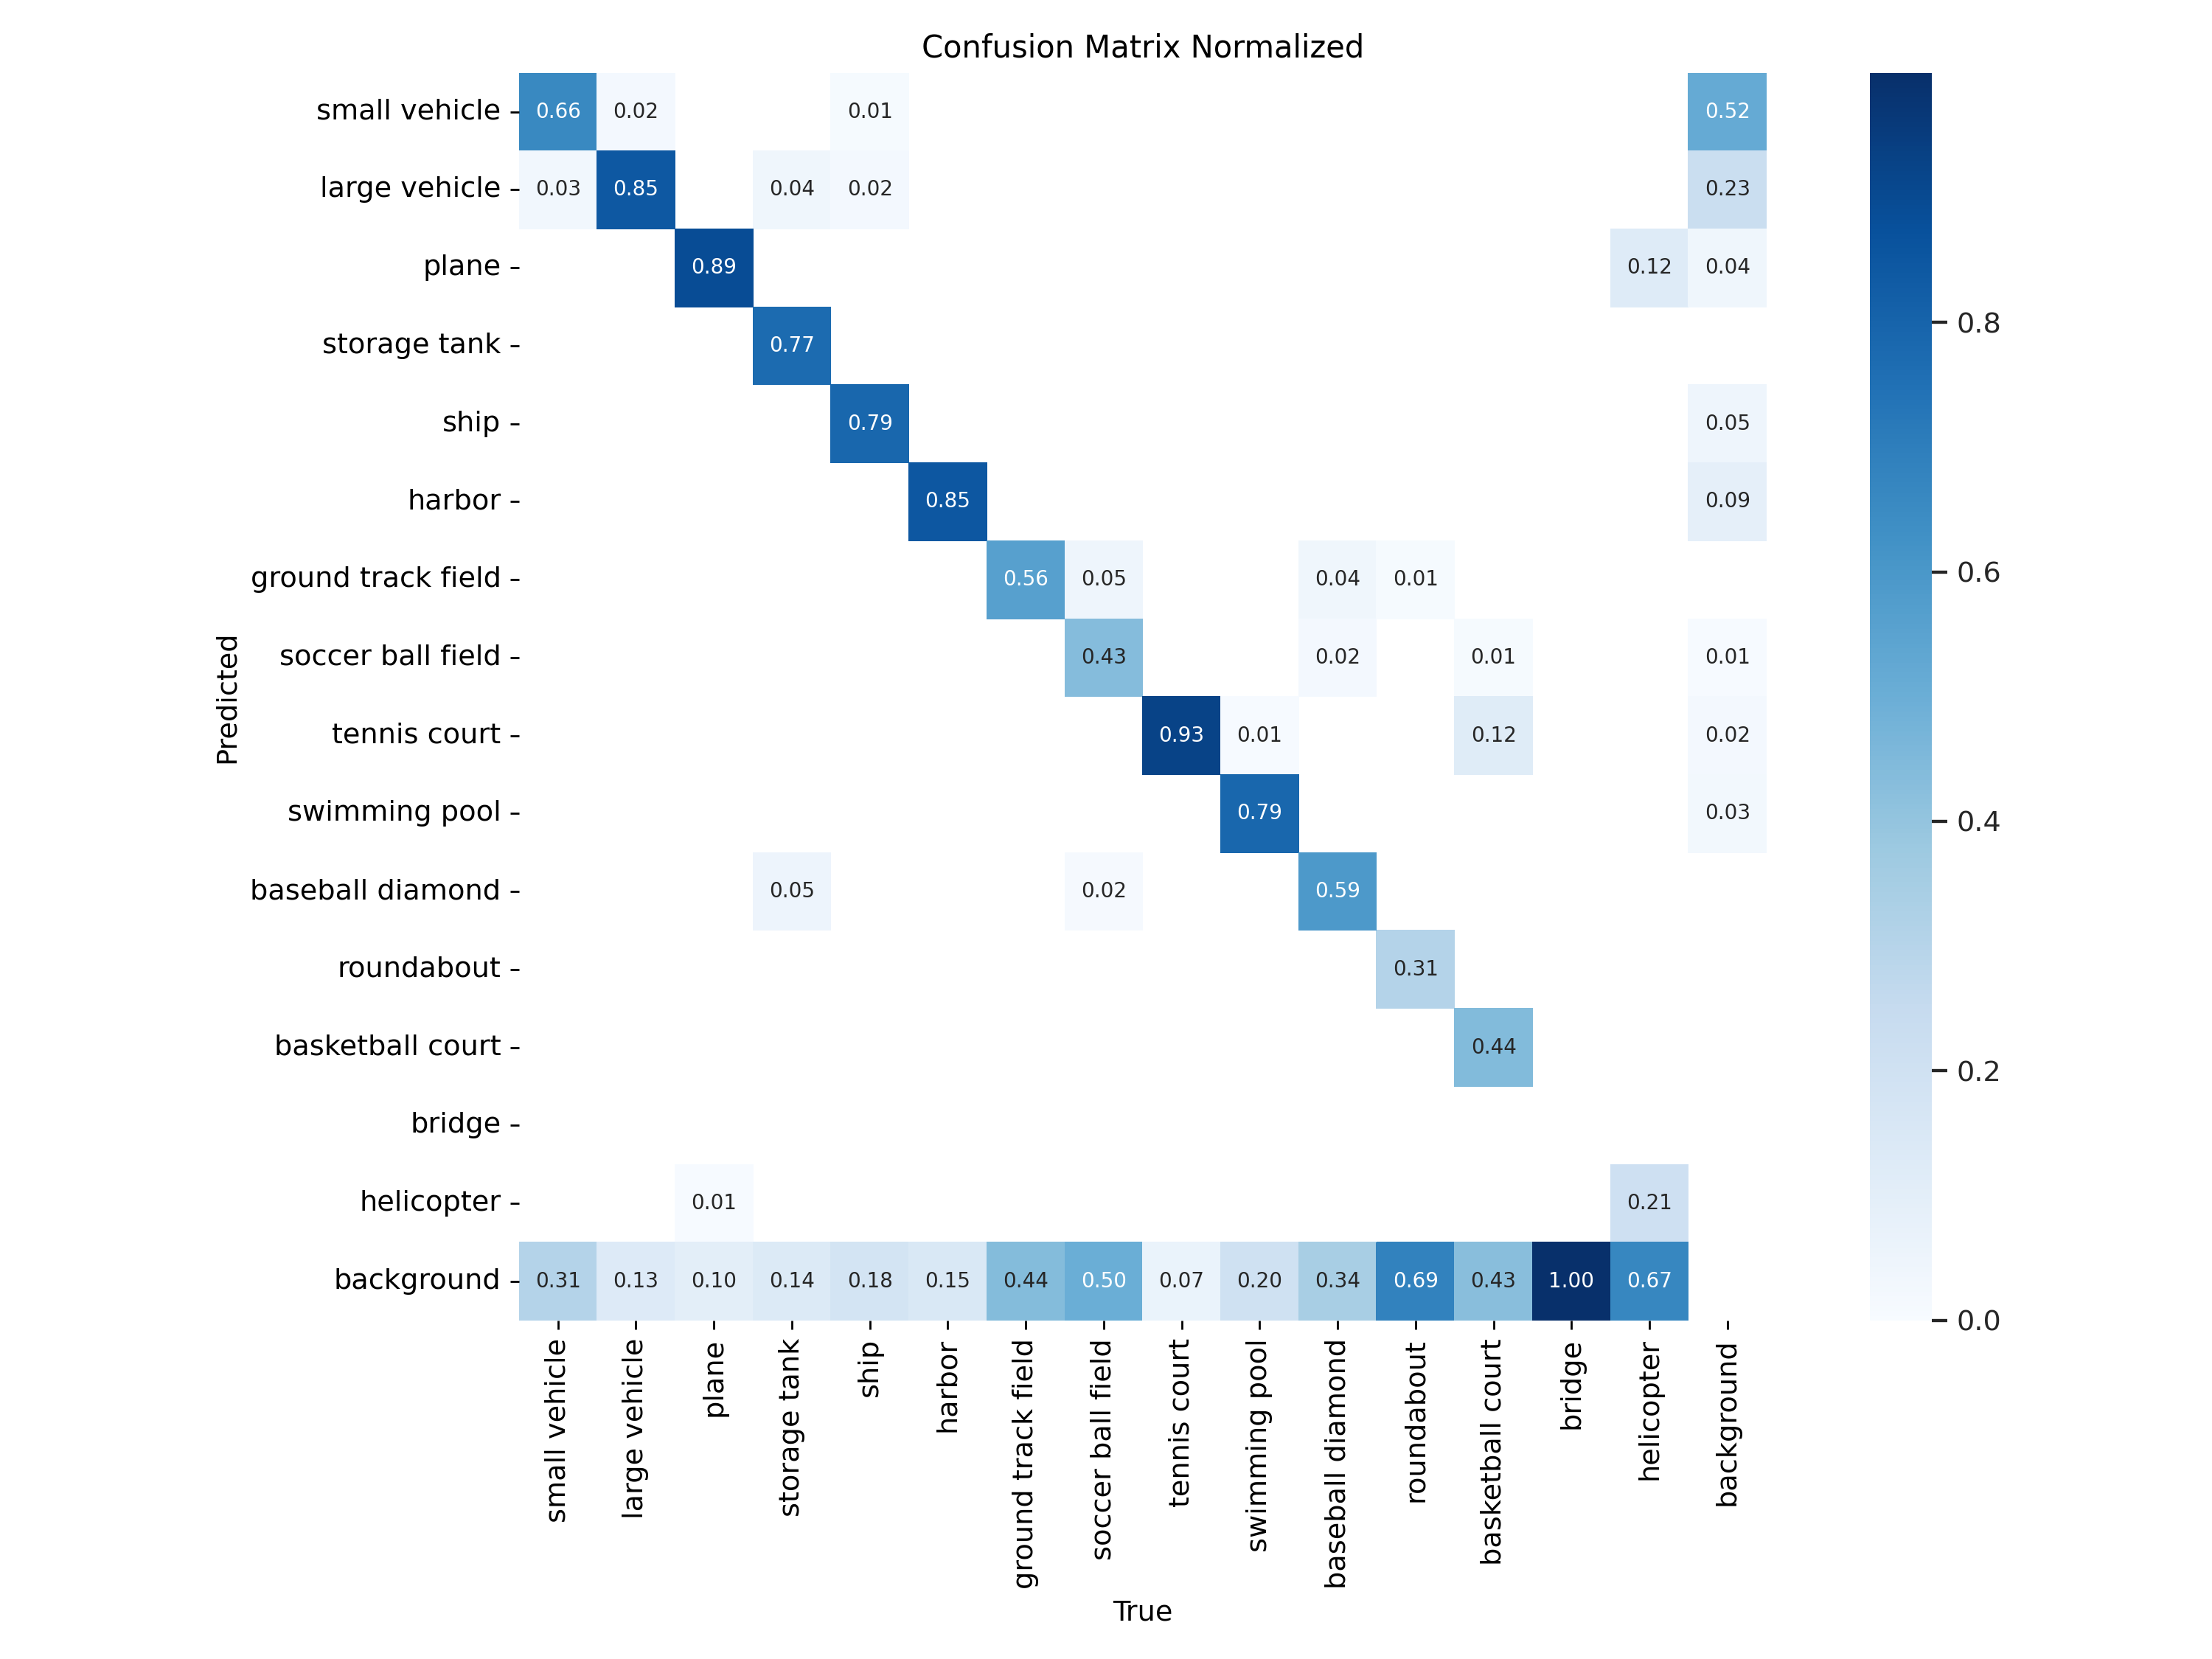 Confusion Matrix Normalized
small vehicle 0.66 0.02 0.01 0.52
large vehicle 0.03 0.85 0.04 0.02 0.23
plane 0.89 0.12 0.04
0.8
storage tank 0.77
ship 0.79 0.05
harbor 0.85 0.09
ground track field 0.56 0.05 0.04 0.01
0.6
soccer ball field 0.43 0.02 0.01 0.01
Predicted
tennis court 0.93 0.01 0.12 0.02
swimming pool 0.79 0.03
0.4
baseball diamond 0.05 0.02 0.59
roundabout 0.31
basketball court 0.44
0.2
bridge
helicopter 0.01 0.21
background 0.31 0.13 0.10 0.14 0.18 0.15 0.44 0.50 0.07 0.20 0.34 0.69 0.43 1.00 0.67
0.0
small vehicle
large vehicle
plane
storage tank
ship
harbor
ground track field
soccer ball field
tennis court
swimming pool
baseball diamond
roundabout
basketball court
bridge
helicopter
background
True